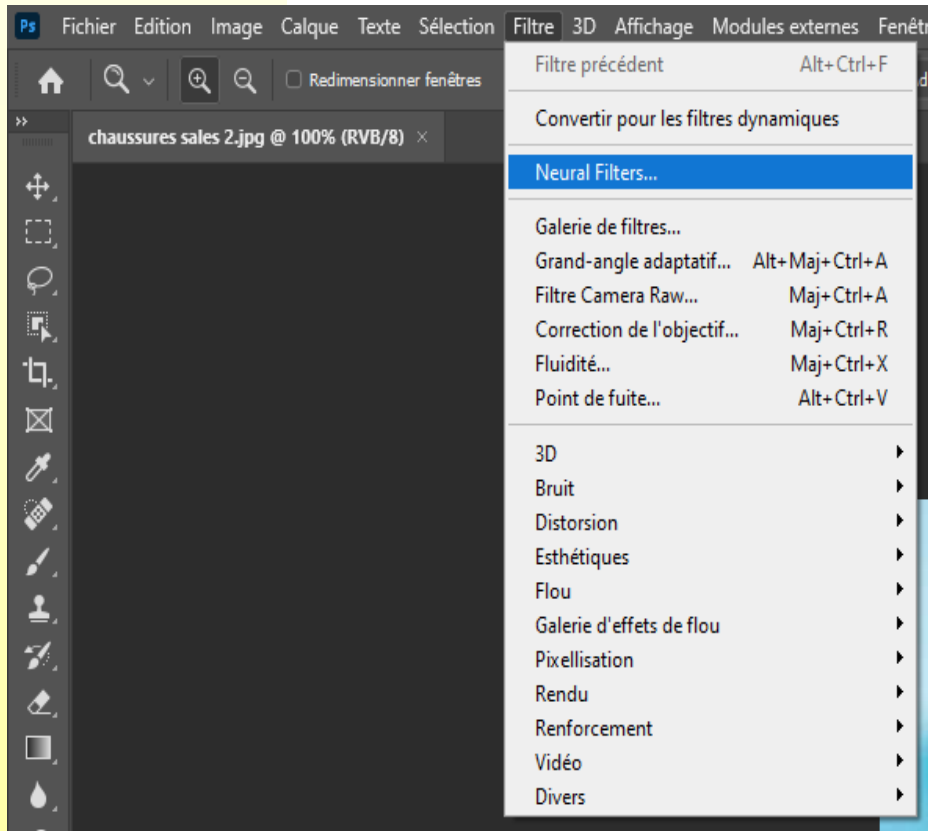 Ps Fichier Edition Image Calque Texte Sélection Filtre 3D Affichage Modules externes Fenêtr
Redimensionner fenêtres
chaussures sales 2.jpg @ 100% (RVB/8) ×
Filtre précédent Alt+Ctrl+F
Convertir pour les filtres dynamiques
Neural Filters...
Galerie de filtres...
Grand-angle adaptatif... Alt+Maj+Ctrl+A
Filtre Camera Raw... Maj+Ctrl+A
Correction de l'objectif... Maj+Ctrl+R
Fluidité... Maj+Ctrl+X
Point de fuite... Alt+Ctrl+V
3D
Bruit
Distorsion
Esthétiques
Flou
Galerie d'effets de flou
Pixellisation
Rendu
Renforcement
Vidéo
Divers